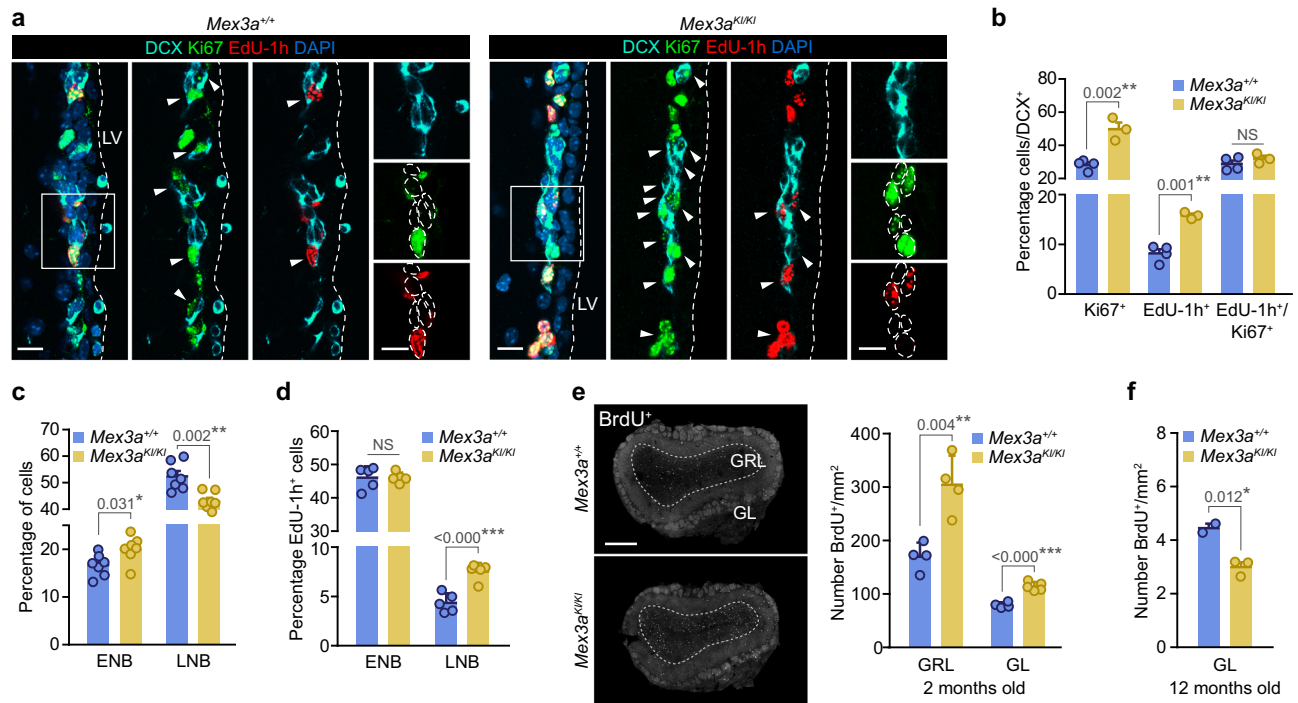 a
Mex3a+/+
Mex3aKI/KI
DCX Ki67 EdU-1h DAPI
DCX Ki67 EdU-1h DAPI
LV
LV
b
Percentage cells/DCX+
80
60
40
20
20
10
0
0.002**
0.001**
NS
Mex3a+/+
Mex3aKI/KI
Ki67+
EdU-1h+
EdU-1h+/
Ki67+
c
Percentage of cells
70
60
50
40
30
20
10
0
Mex3a+/+
Mex3aKI/KI
0.031*
0.002**
ENB
LNB
d
Percentage EdU-1h+ cells
60
50
40
10
5
0
Mex3a+/+
Mex3aKI/KI
NS
<0.000***
ENB
LNB
e
BrdU+
GRL
GL
Mex3a+/+
Mex3aKI/KI
Number BrdU+/mm2
400
300
200
100
0
0.004**
<0.000***
Mex3a+/+
Mex3aKI/KI
GRL
GL
2 months old
f
Number BrdU+/mm2
8
6
4
2
0
Mex3a+/+
Mex3aKI/KI
0.012*
GL
12 months old